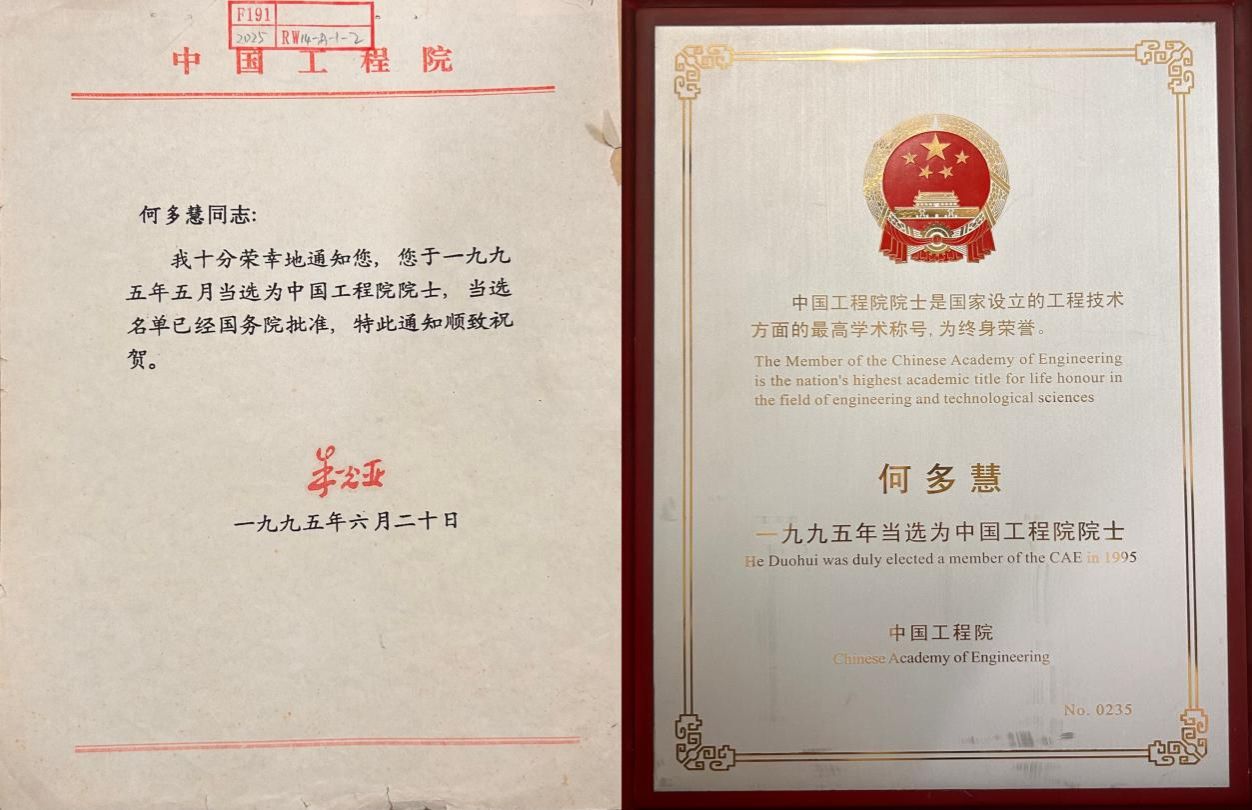 F191
2025 RW14-A-1-2
中国工程院
何多慧同志:
我十分荣幸地通知您, 您于一九九
五年五月当选为中国工程院院士, 当选
名单已经国务院批准, 特此通知顺致祝
贺。
朱光亚
一九九五年六月二十日
中国工程院院士是国家设立的工程技术
方面的最高学术称号,为终身荣誉。
The Member of the Chinese Academy of Engineering
is the nation's highest academic title for life honour in
the field of engineering and technological sciences
何多慧
一九九五年当选为中国工程院院士
He Duohui was duly elected a member of the CAE in 1995
中国工程院
Chinese Academy of Engineering
No. 0235